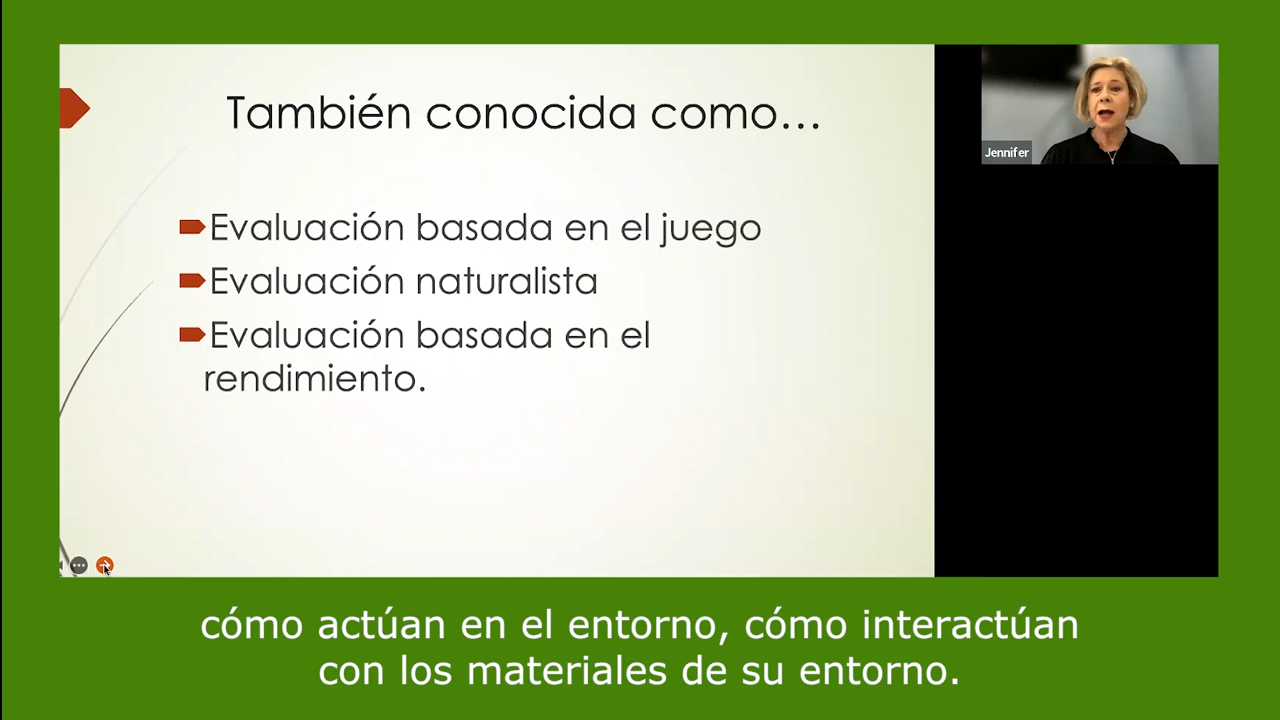 También conocida como...
Evaluación basada en el juego
Evaluación naturalista
Evaluación basada en el
rendimiento.
Jennifer
cómo actúan en el entorno, cómo interactúan
con los materiales de su entorno.